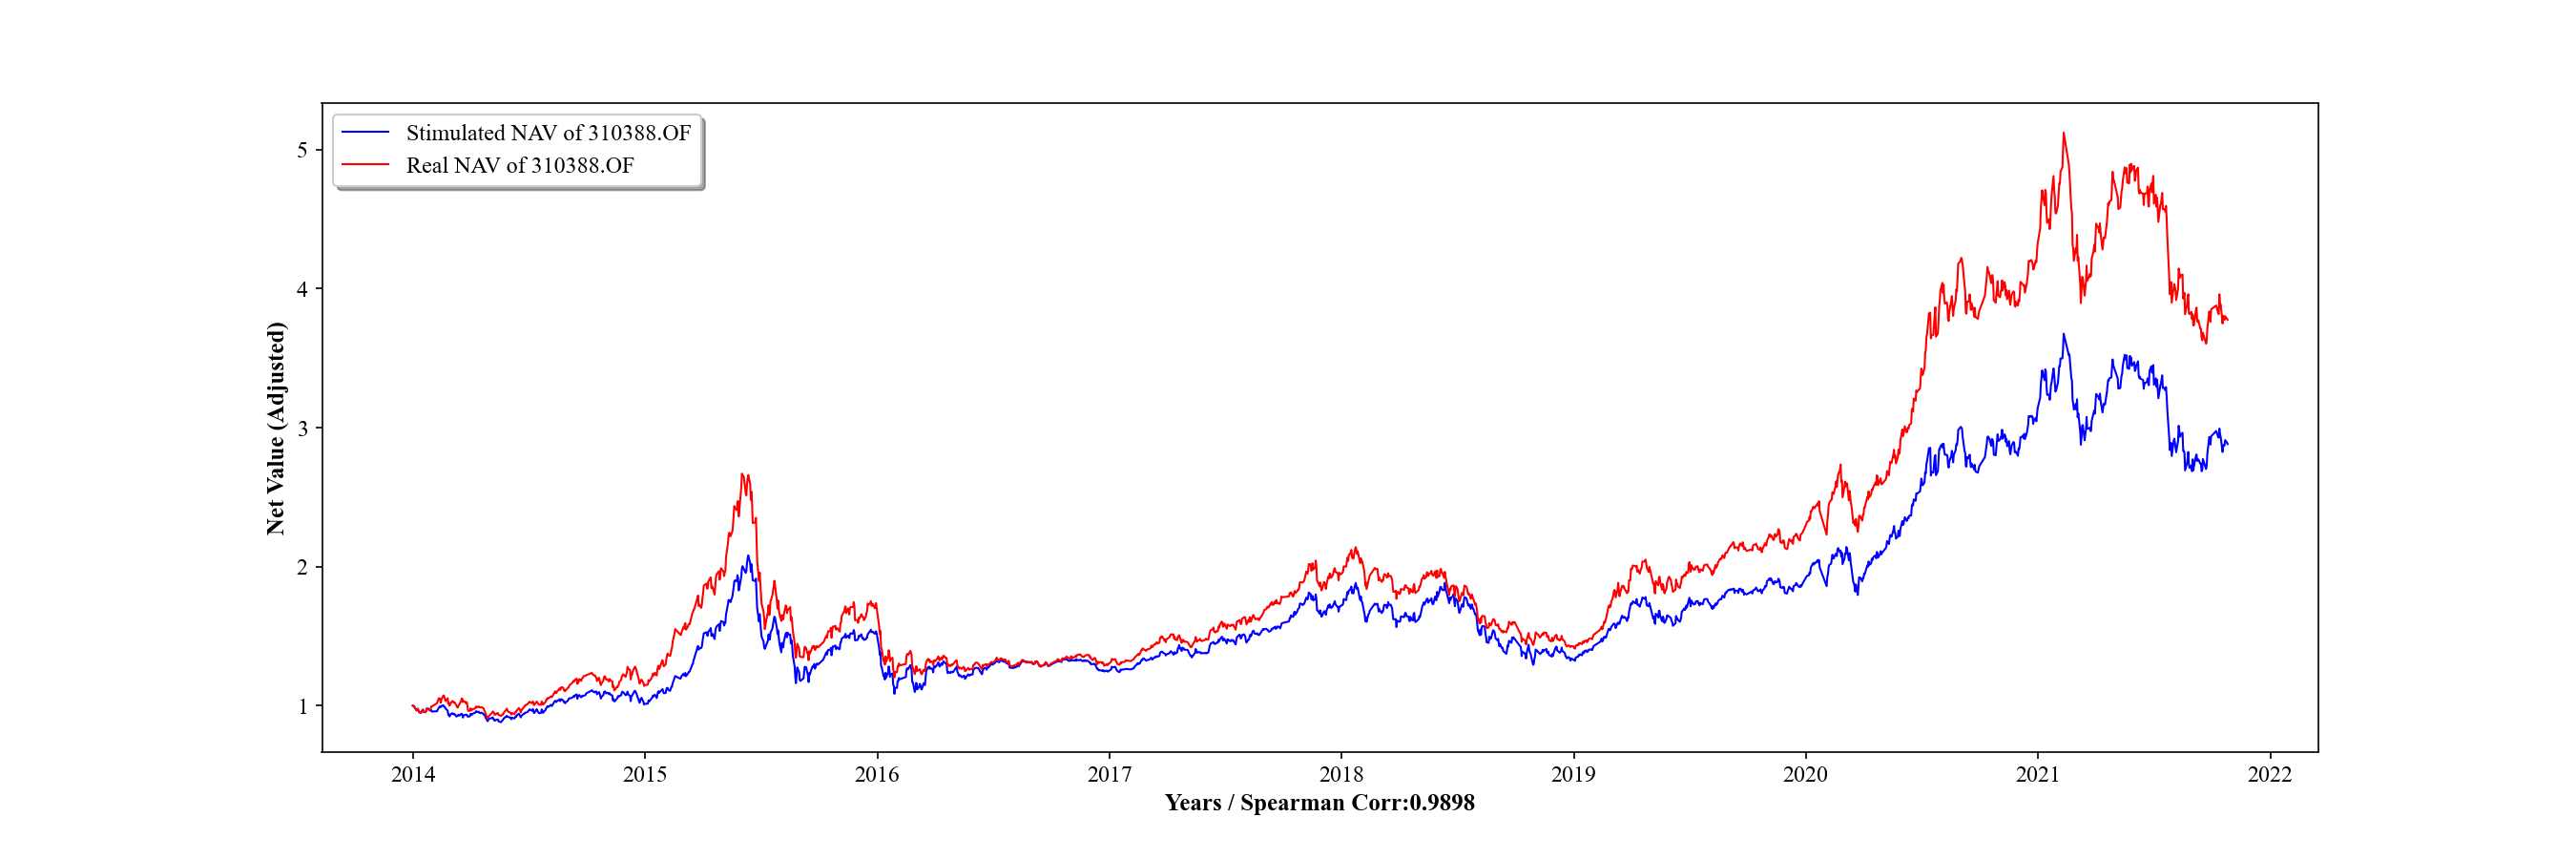 Stimulated NAV of 310388.OF
Real NAV of 310388.OF
5
4
3
2
1
Net Value (Adjusted)
2014 2015 2016 2017 2018 2019 2020 2021 2022
Years / Spearman Corr:0.9898